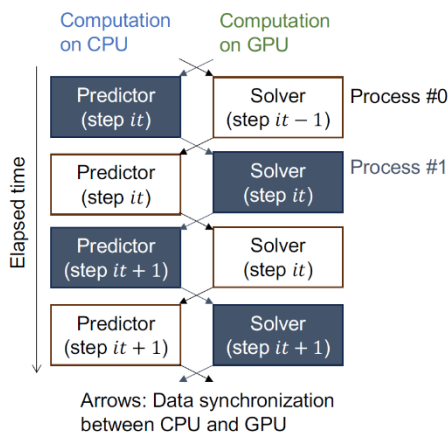 Computation on CPU
Computation on GPU
Elapsed time
Predictor
(step it)
Solver
(step it − 1)
Process #0
Predictor
(step it)
Solver
(step it)
Process #1
Predictor
(step it + 1)
Solver
(step it)
Predictor
(step it + 1)
Solver
(step it + 1)
Arrows: Data synchronization
between CPU and GPU